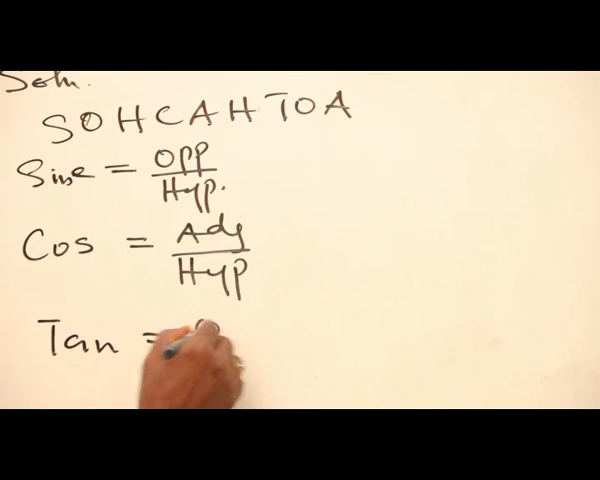 Soln.
SOHCAHTOA
Sine = Opp/Hyp.
Cos = Adj/Hyp
Tan =